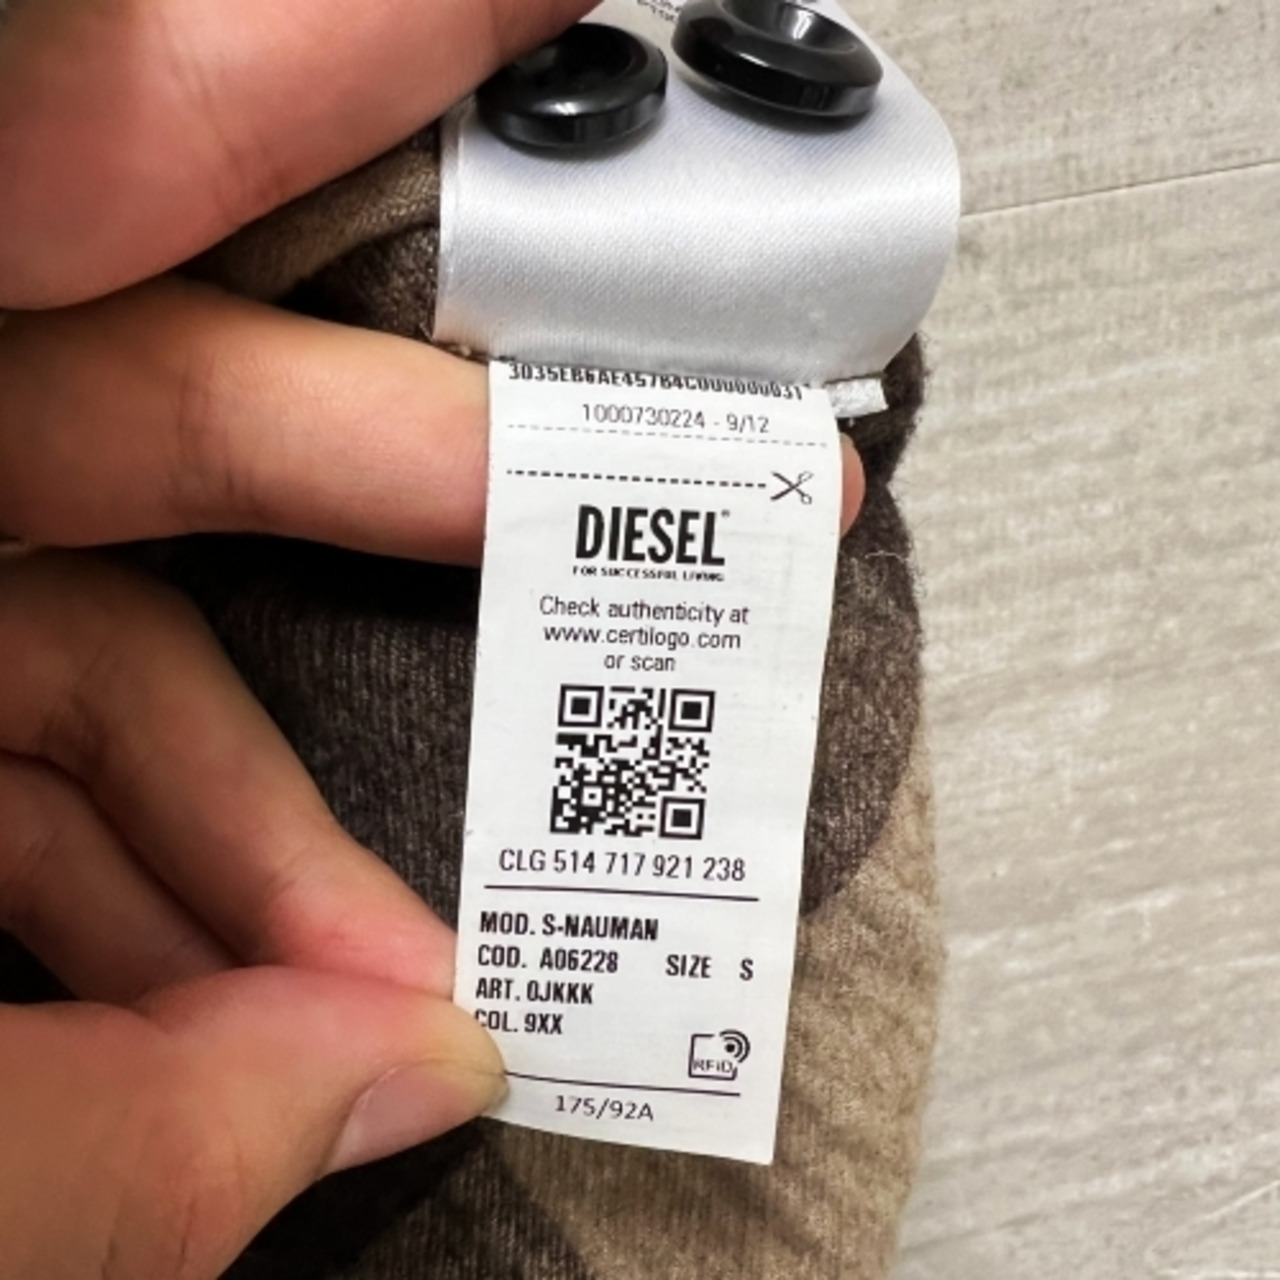 3035EB6AE45784C000000031
1000730224 - 9/12
DIESEL®
FOR SUCCESSFUL LIVING
Check authenticity at
www.certilogo.com
or scan
CLG 514 717 921 238
MOD. S-NAUMAN
COD. A06228 SIZE S
ART. 0JKKK
COL. 9XX
RFID
175/92A